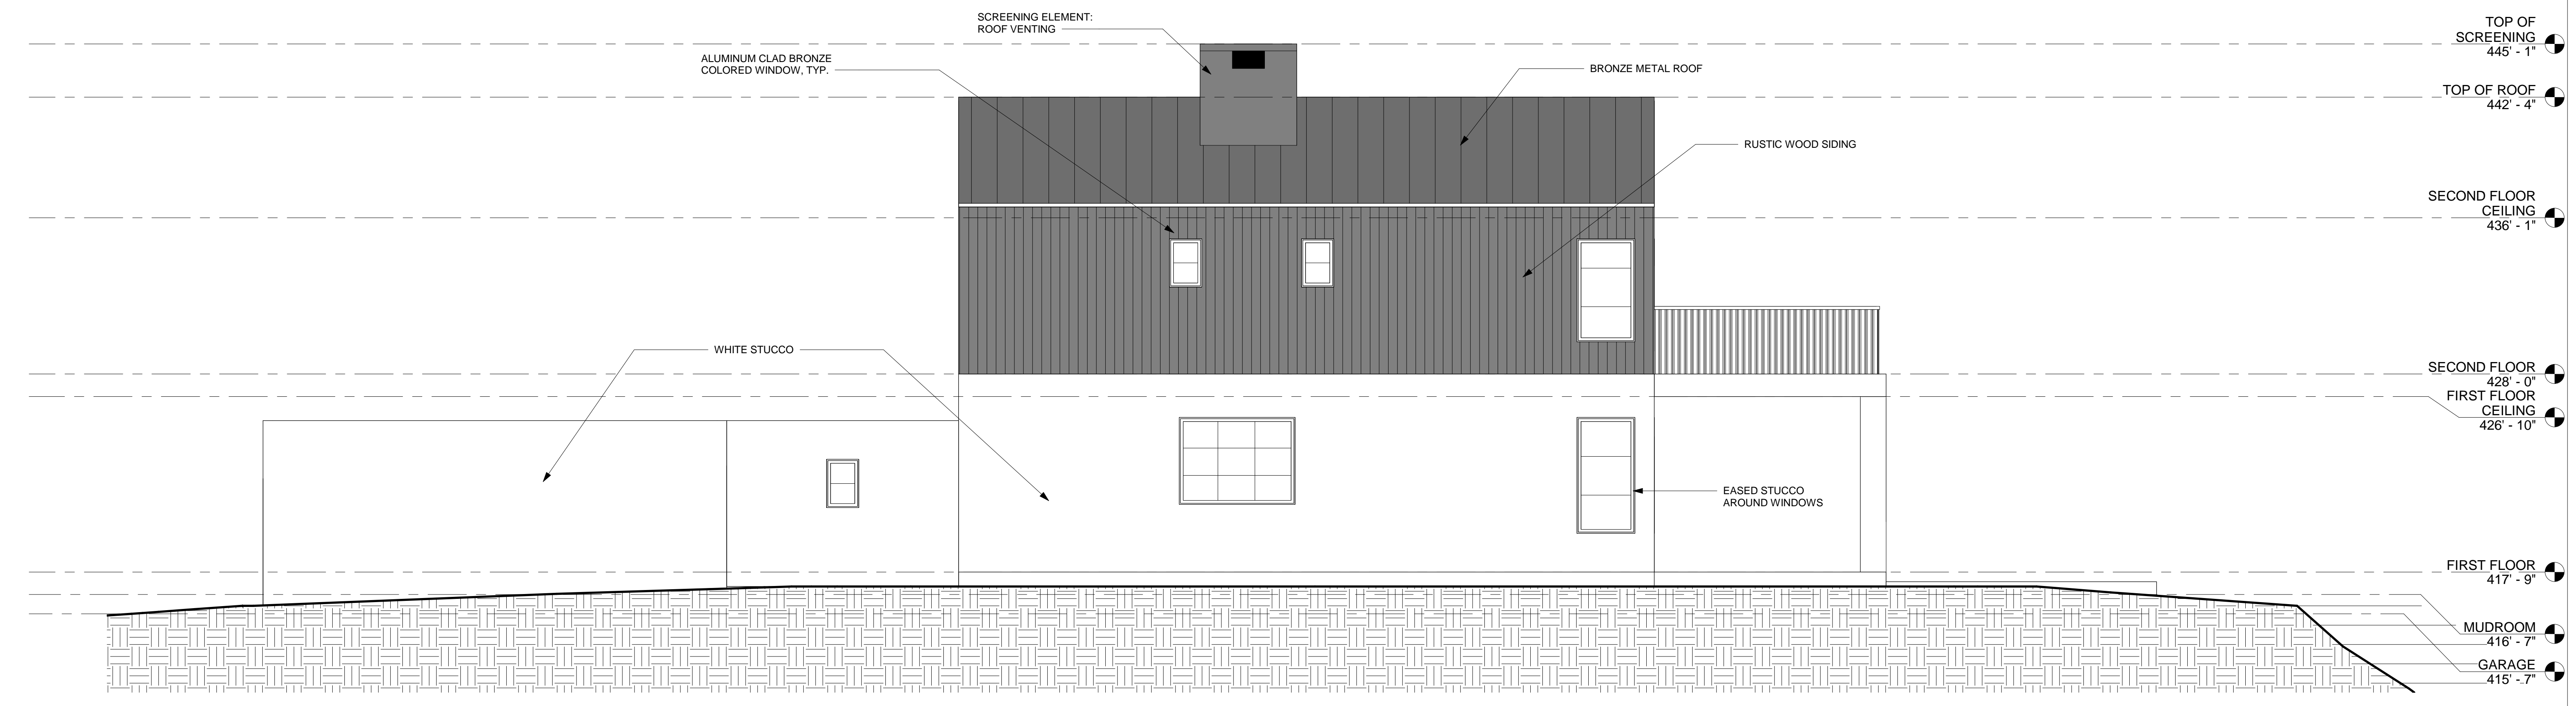 SCREENING ELEMENT:
ROOF VENTING
ALUMINUM CLAD BRONZE
COLORED WINDOW, TYP.
BRONZE METAL ROOF
RUSTIC WOOD SIDING
WHITE STUCCO
EASED STUCCO
AROUND WINDOWS
TOP OF
SCREENING
445' - 1"
TOP OF ROOF
442' - 4"
SECOND FLOOR
CEILING
436' - 1"
SECOND FLOOR
428' - 0"
FIRST FLOOR
CEILING
426' - 10"
FIRST FLOOR
417' - 9"
MUDROOM
416' - 7"
GARAGE
415' - 7"